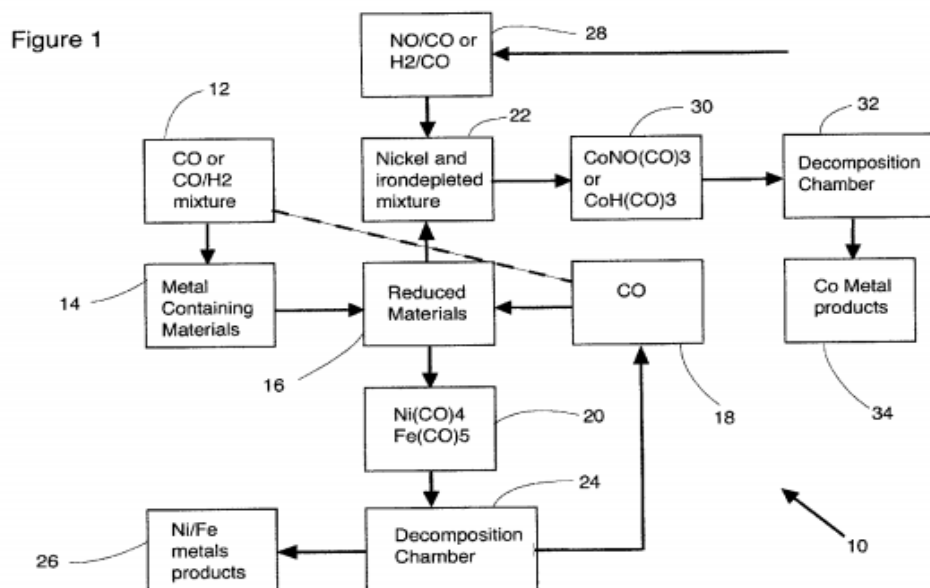 Figure 1
NO/CO or
H2/CO
28
12
CO or
CO/H2
mixture
22
Nickel and
irondepleted
mixture
30
CoNO(CO)3
or
CoH(CO)3
32
Decomposition
Chamber
14
Metal
Containing
Materials
Reduced
Materials
16
CO
18
Co Metal
products
34
Ni(CO)4
Fe(CO)5
20
24
Decomposition
Chamber
Ni/Fe
metals
products
26
10